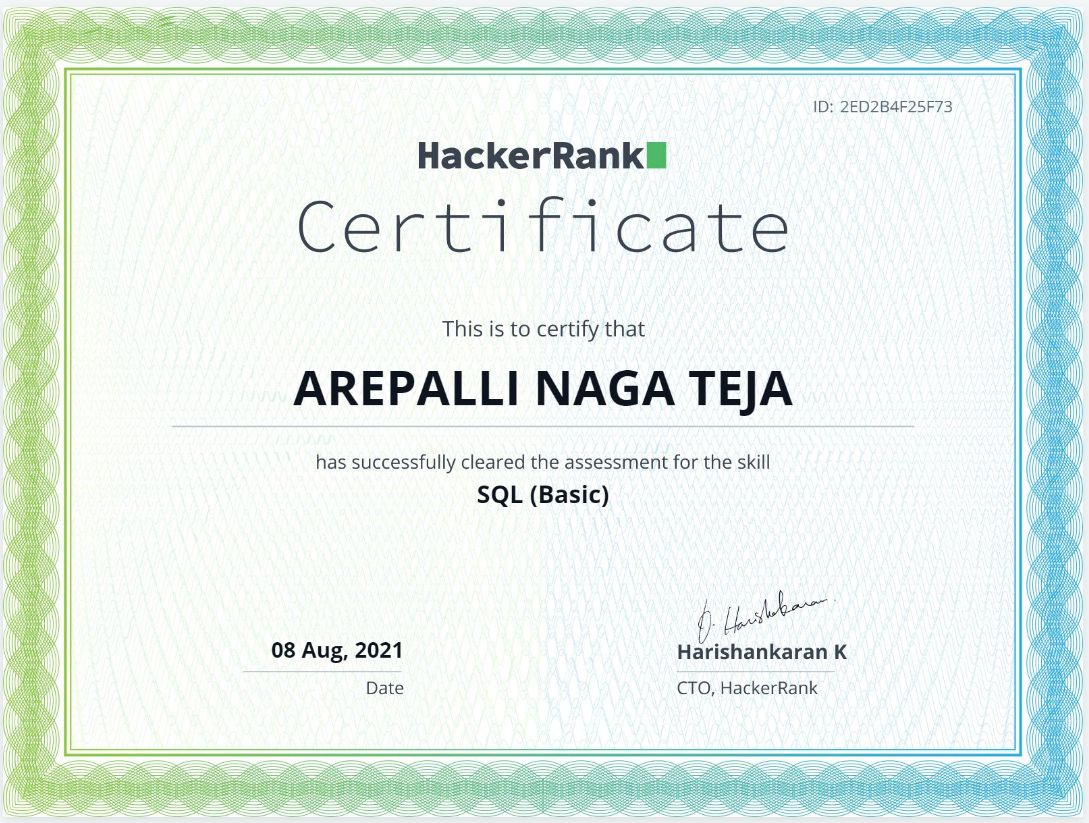 ID: 2ED2B4F25F73
HackerRank
Certificate
This is to certify that
AREPALLI NAGA TEJA
has successfully cleared the assessment for the skill
SQL (Basic)
08 Aug, 2021
Date
Harishankaran K
CTO, HackerRank